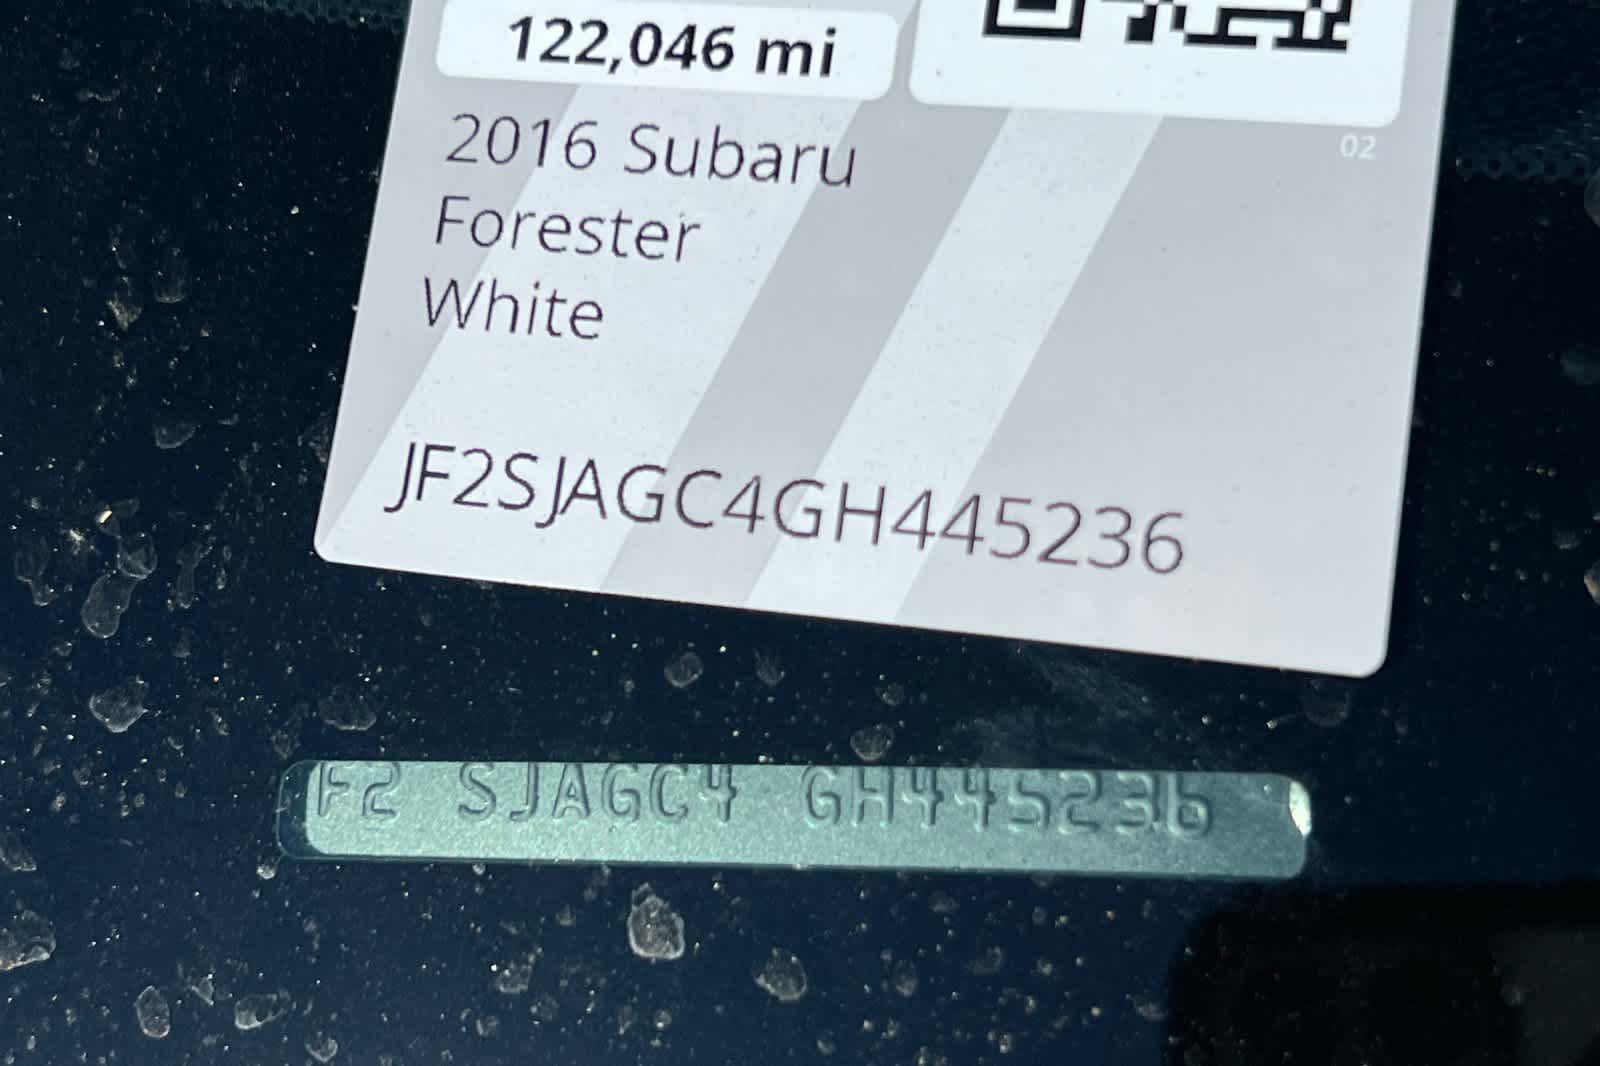 122,046 mi
02
2016 Subaru
Forester
White
JF2SJAGC4GH445236
F2 SJAGC4 GH445236